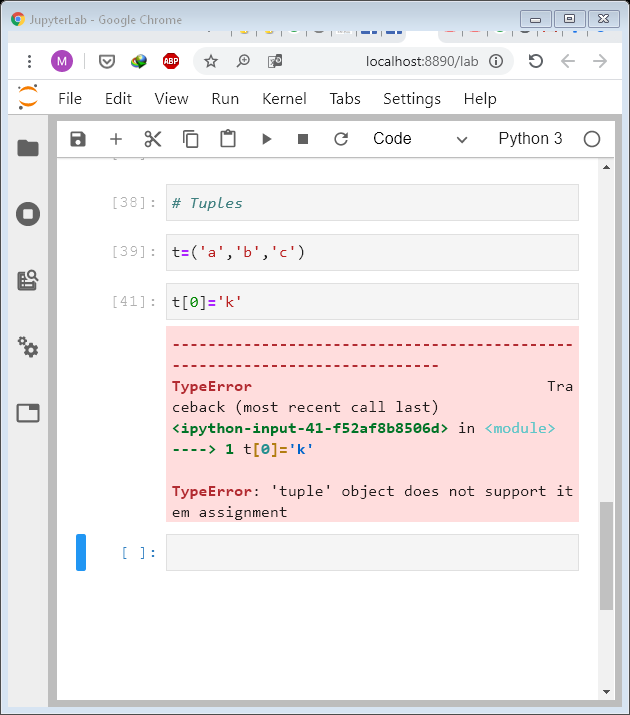 JupyterLab - Google Chrome
M
ABP
localhost:8890/lab
File Edit View Run Kernel Tabs Settings Help
Code Python 3
[38]: # Tuples
[39]: t=('a','b','c')
[41]: t[0]='k'
---------------------------------------------
------------------------------
TypeError Tra
ceback (most recent call last)
<ipython-input-41-f52af8b8506d> in <module>
----> 1 t[0]='k'
TypeError: 'tuple' object does not support it
em assignment
[ ]: